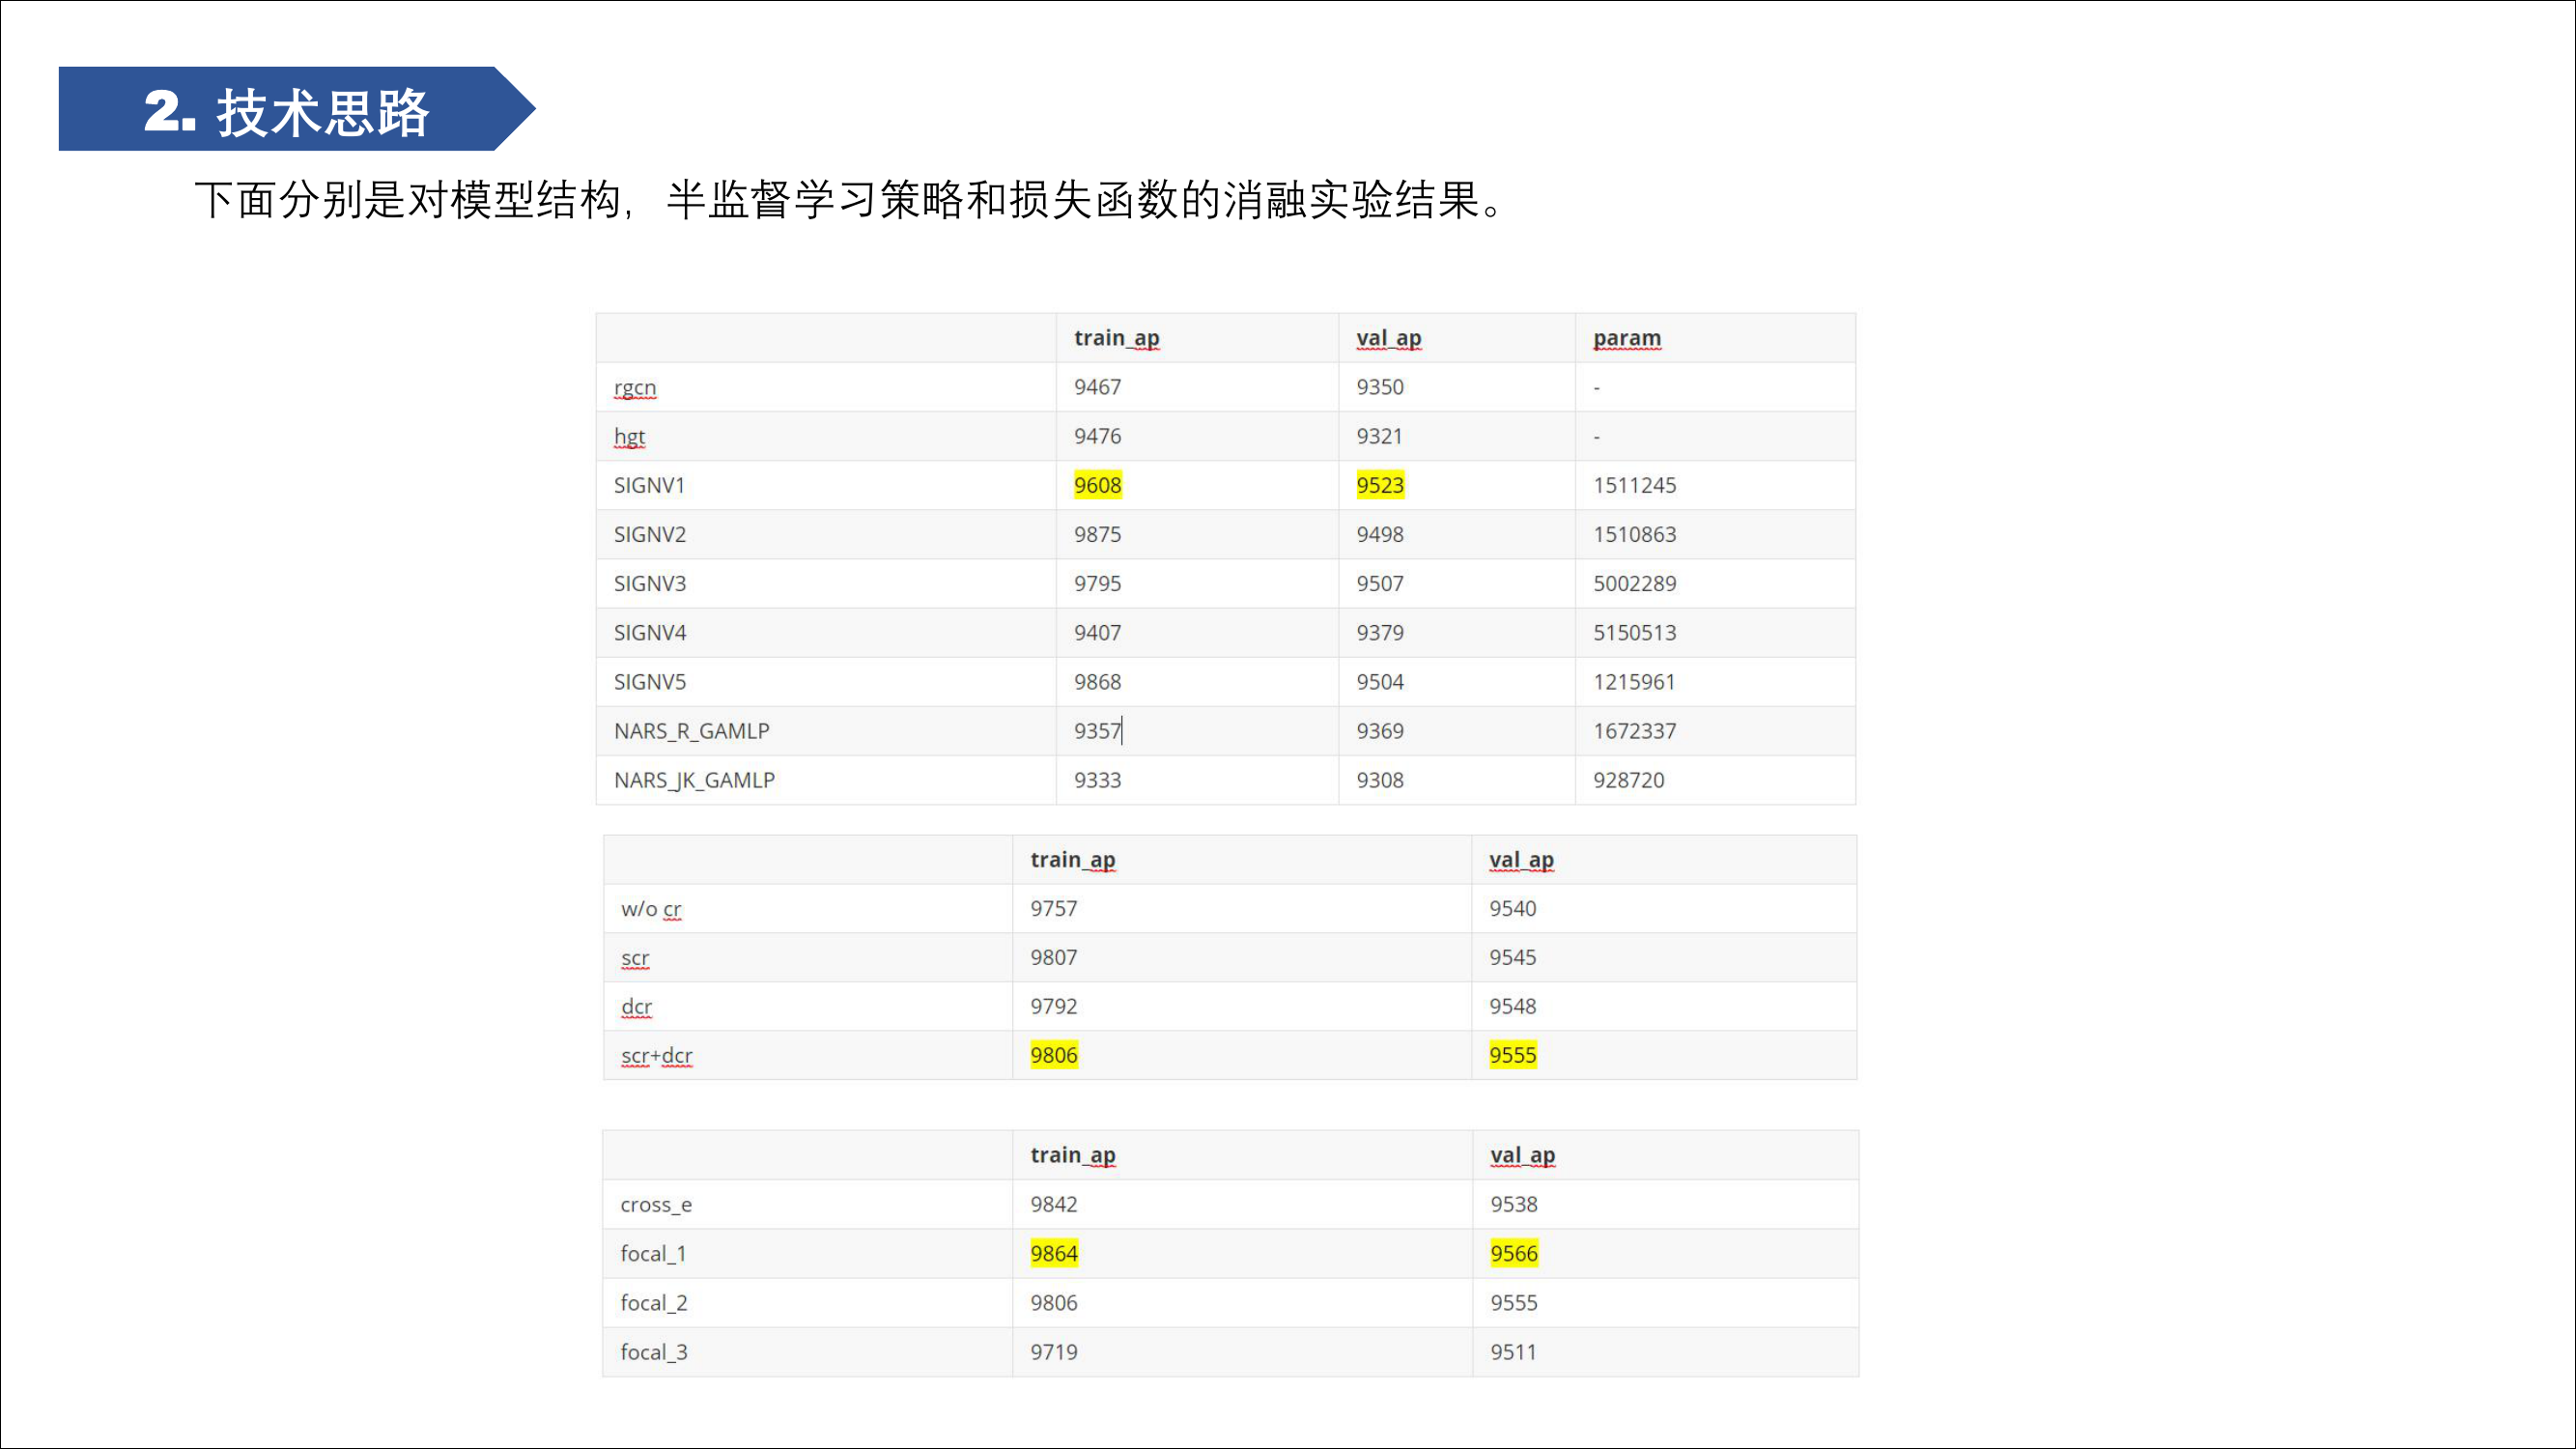 2. 技术思路
下面分别是对模型结构，半监督学习策略和损失函数的消融实验结果。
train_ap val_ap param
rgcn 9467 9350 -
hgt 9476 9321 -
SIGNV1 9608 9523 1511245
SIGNV2 9875 9498 1510863
SIGNV3 9795 9507 5002289
SIGNV4 9407 9379 5150513
SIGNV5 9868 9504 1215961
NARS_R_GAMLP 9357 9369 1672337
NARS_JK_GAMLP 9333 9308 928720
train_ap val_ap
w/o cr 9757 9540
scr 9807 9545
dcr 9792 9548
scr+dcr 9806 9555
train_ap val_ap
cross_e 9842 9538
focal_1 9864 9566
focal_2 9806 9555
focal_3 9719 9511